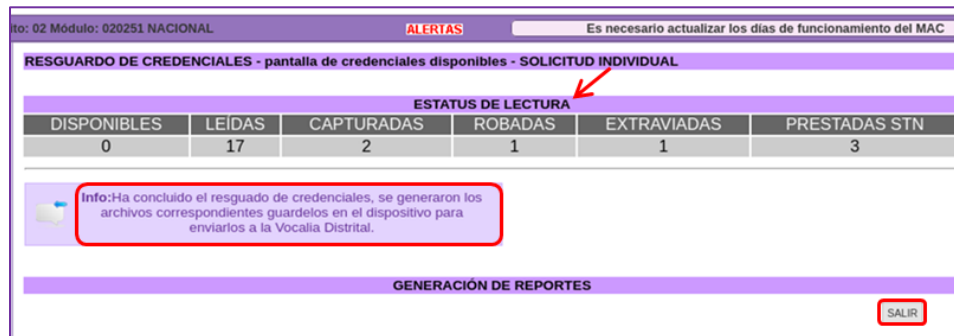 ito: 02 Módulo: 020251 NACIONAL ALERTAS Es necesario actualizar los días de funcionamiento del MAC
RESGUARDO DE CREDENCIALES - pantalla de credenciales disponibles - SOLICITUD INDIVIDUAL
ESTATUS DE LECTURA
DISPONIBLES LEÍDAS CAPTURADAS ROBADAS EXTRAVIADAS PRESTADAS STN
0 17 2 1 1 3
Info:Ha concluido el resguado de credenciales, se generaron los
archivos correspondientes guardelos en el dispositivo para
enviarlos a la Vocalia Distrital.
GENERACIÓN DE REPORTES
SALIR